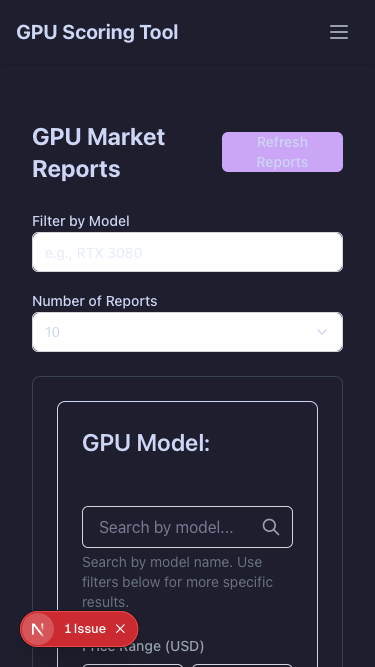 GPU Scoring Tool
GPU Market
Reports
Refresh
Reports
Filter by Model
e.g., RTX 3080
Number of Reports
10
GPU Model:
Search by model...
Search by model name. Use
filters below for more specific
results.
Price Range (USD)
N
1 Issue